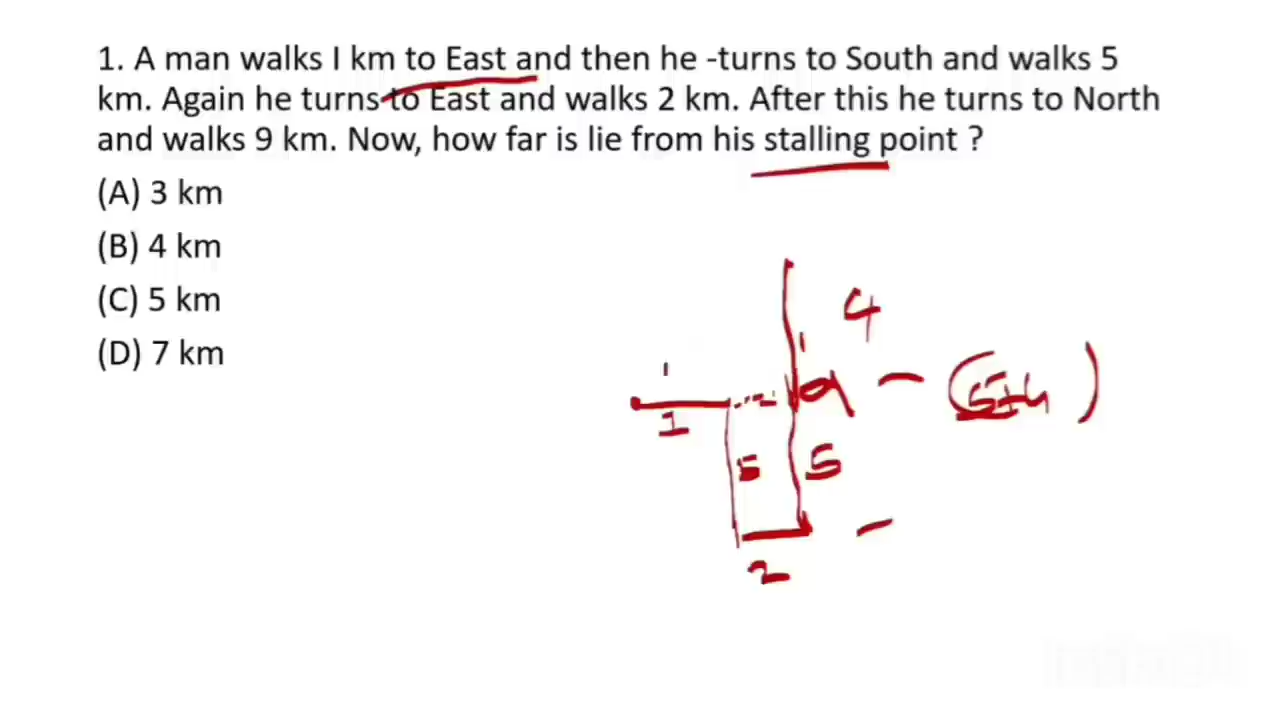 1. A man walks I km to East and then he -turns to South and walks 5
km. Again he turns to East and walks 2 km. After this he turns to North
and walks 9 km. Now, how far is lie from his stalling point ?
(A) 3 km
(B) 4 km
(C) 5 km
(D) 7 km
4
1
9 - (5+4)
5 5
2